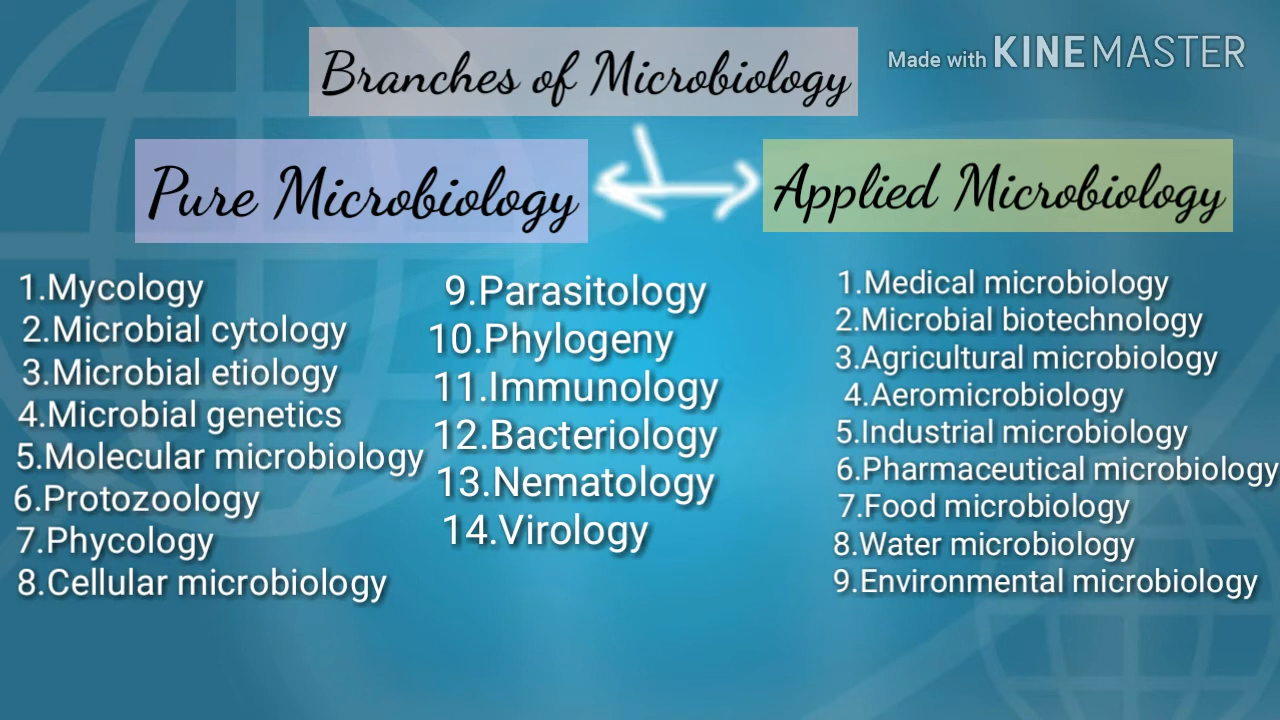 Branches of Microbiology
Made with KINEMASTER
Pure Microbiology
Applied Microbiology
1.Mycology
2.Microbial cytology
3.Microbial etiology
4.Microbial genetics
5.Molecular microbiology
6.Protozoology
7.Phycology
8.Cellular microbiology
9.Parasitology
10.Phylogeny
11.Immunology
12.Bacteriology
13.Nematology
14.Virology
1.Medical microbiology
2.Microbial biotechnology
3.Agricultural microbiology
4.Aeromicrobiology
5.Industrial microbiology
6.Pharmaceutical microbiology
7.Food microbiology
8.Water microbiology
9.Environmental microbiology